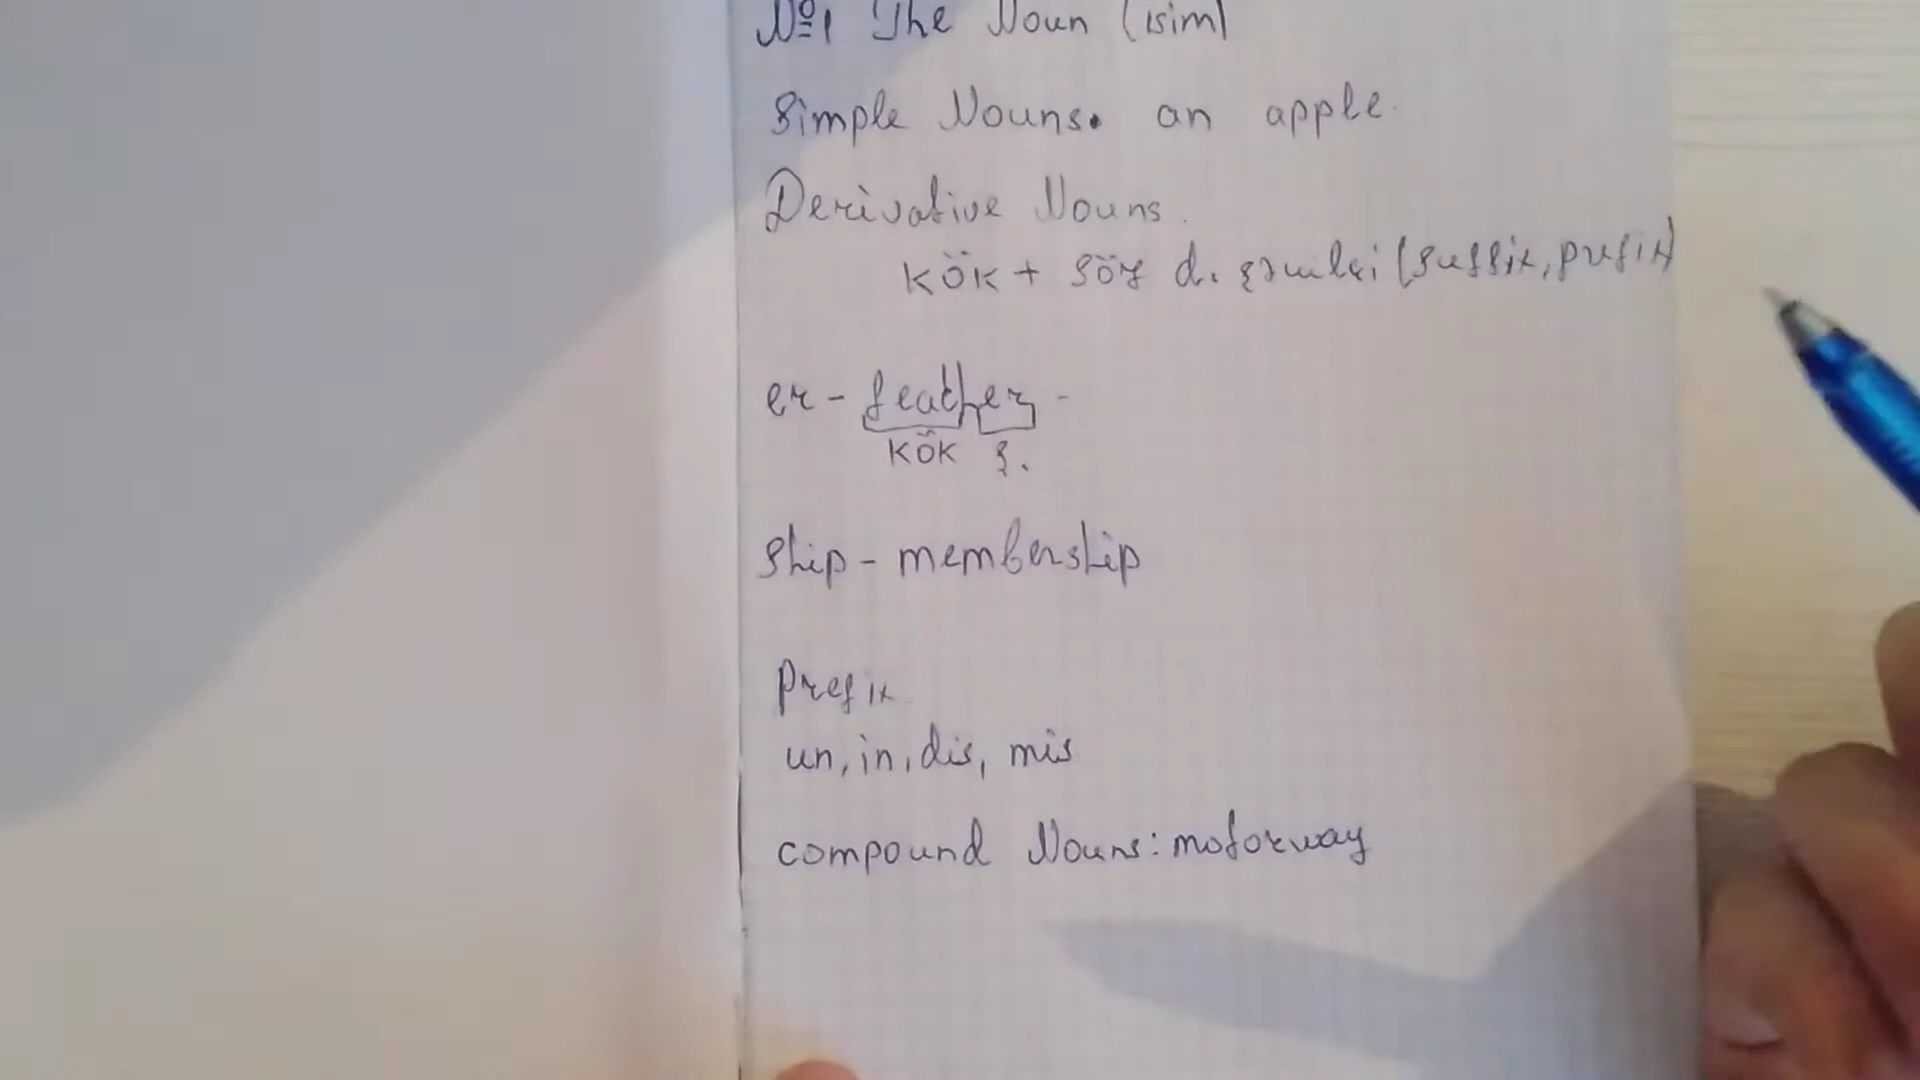 №1 The Noun (isim)
Simple Nouns. an apple.
Derivative Nouns.
KÖK + söz d. (suffix, prefix)
er - teacher -
KÖK ş.
ship - membership
prefix
un, in, dis, mis
compound Nouns: motorway